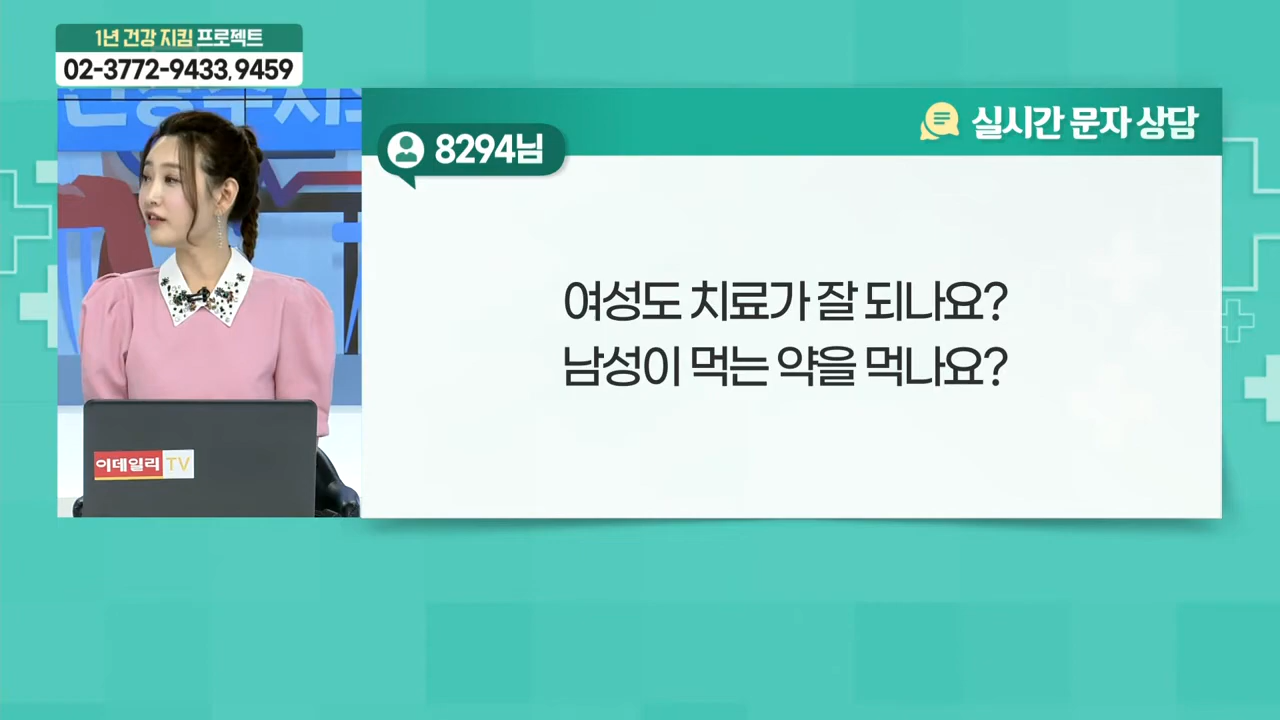 1년 건강 지킴 프로젝트
02-3772-9433, 9459
실시간 문자 상담
8294님
여성도 치료가 잘 되나요?
남성이 먹는 약을 먹나요?
이데일리 TV